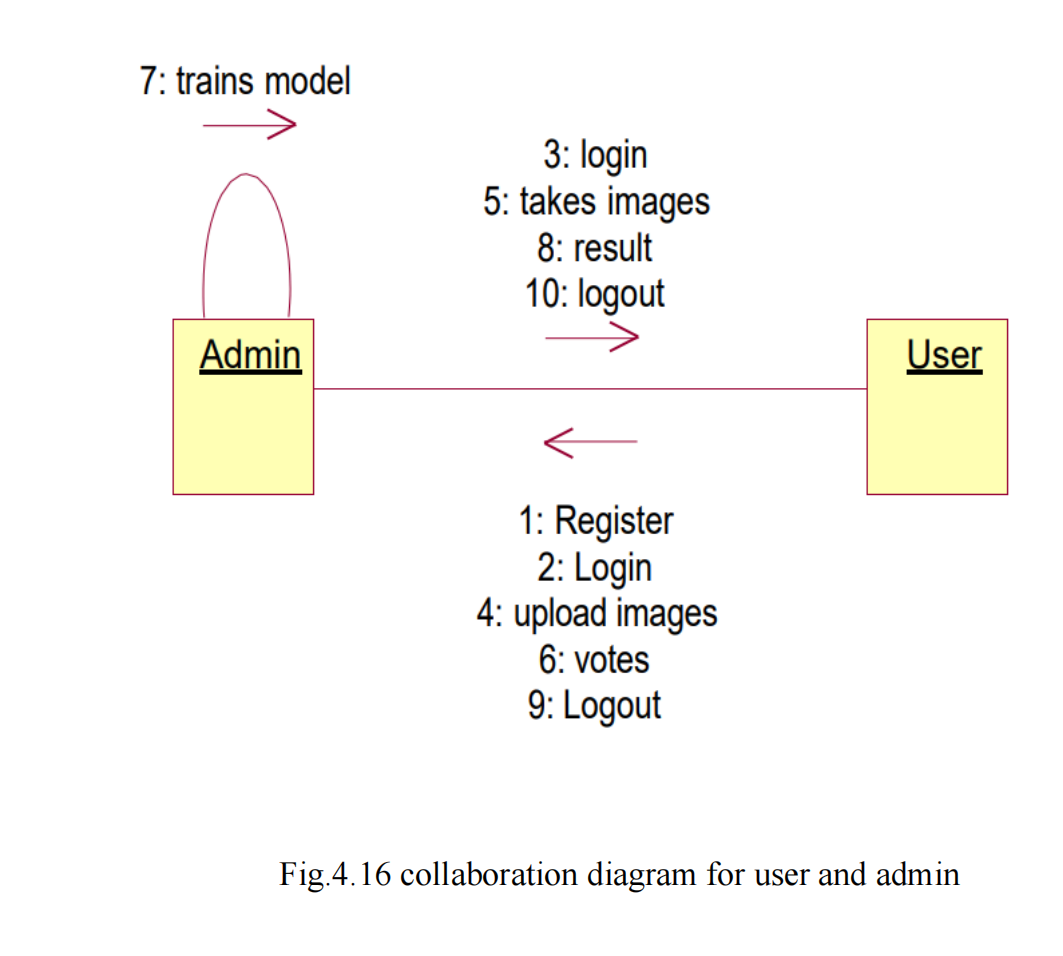 7: trains model
3: login
5: takes images
8: result
10: logout
Admin
User
1: Register
2: Login
4: upload images
6: votes
9: Logout
Fig.4.16 collaboration diagram for user and admin